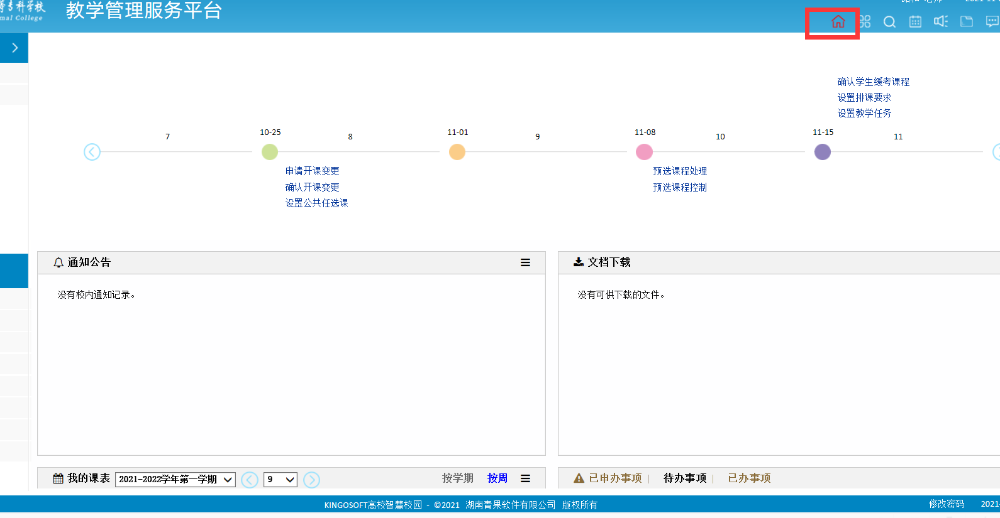 等专科学校
mal College
教学管理服务平台
确认学生缓考课程
设置排课要求
设置教学任务
7
10-25
8
11-01
9
11-08
10
11-15
11
申请开课变更
确认开课变更
设置公共任选课
预选课程处理
预选课程控制
通知公告
没有校内通知记录。
文档下载
没有可供下载的文件。
我的课表 2021-2022学年第一学期 9 按学期 按周
已申办事项 | 待办事项 | 已办事项
KINGOSOFT高校智慧校园 - ©2021 湖南青果软件有限公司 版权所有
修改密码 2021-